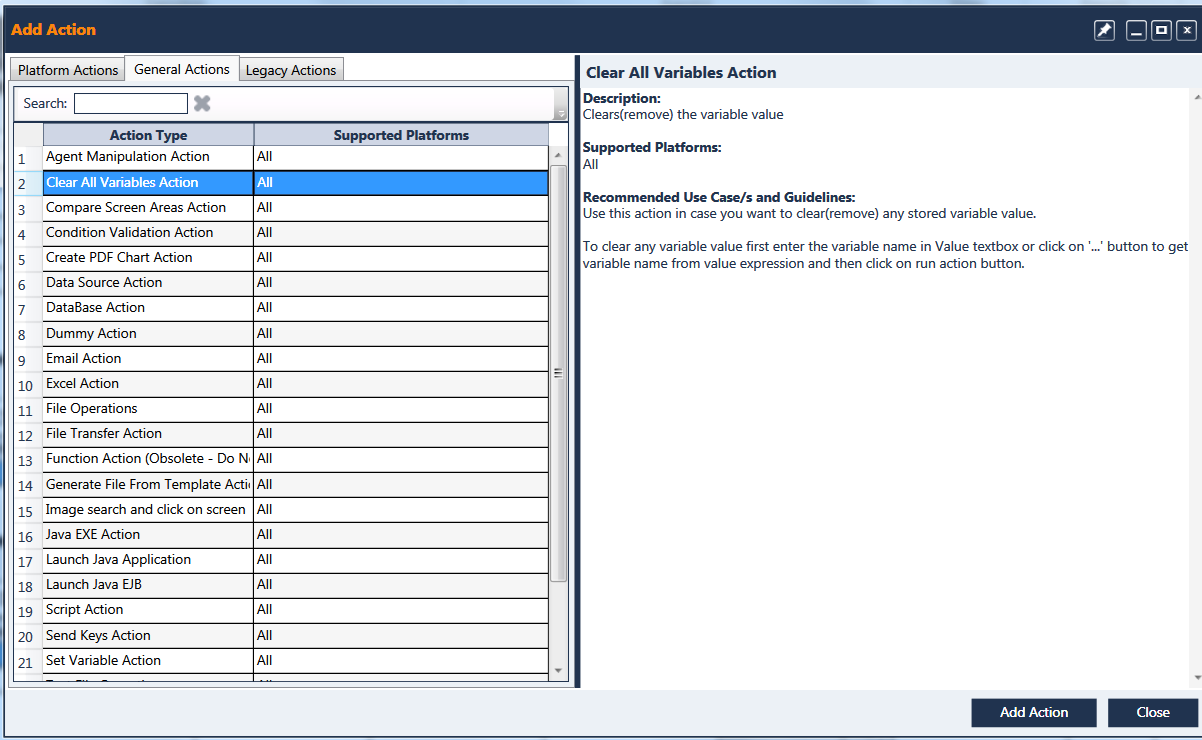 Add Action
Platform Actions General Actions Legacy Actions
Search:
Action Type Supported Platforms
1 Agent Manipulation Action All
2 Clear All Variables Action All
3 Compare Screen Areas Action All
4 Condition Validation Action All
5 Create PDF Chart Action All
6 Data Source Action All
7 DataBase Action All
8 Dummy Action All
9 Email Action All
10 Excel Action All
11 File Operations All
12 File Transfer Action All
13 Function Action (Obsolete - Do N All
14 Generate File From Template Acti All
15 Image search and click on screen All
16 Java EXE Action All
17 Launch Java Application All
18 Launch Java EJB All
19 Script Action All
20 Send Keys Action All
21 Set Variable Action All
Clear All Variables Action
Description:
Clears(remove) the variable value
Supported Platforms:
All
Recommended Use Case/s and Guidelines:
Use this action in case you want to clear(remove) any stored variable value.
To clear any variable value first enter the variable name in Value textbox or click on '...' button to get
variable name from value expression and then click on run action button.
Add Action Close